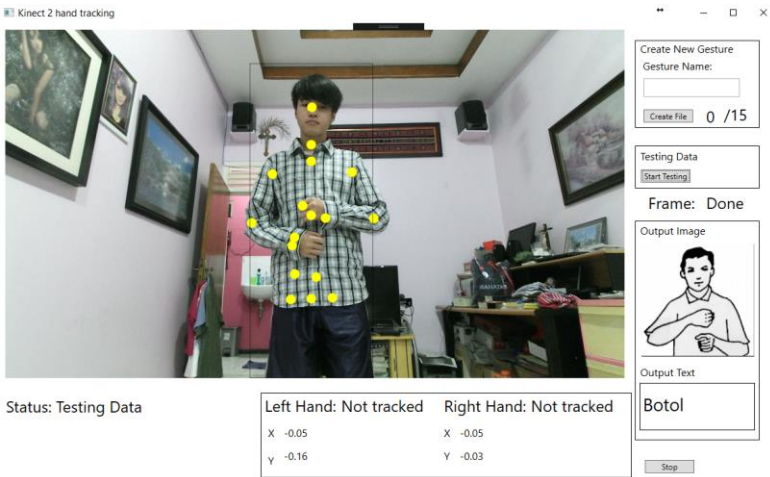 Kinect 2 hand tracking
Create New Gesture
Gesture Name:
Create File 0 /15
Testing Data
Start Testing
Frame: Done
Output Image
Output Text
Botol
Stop
Status: Testing Data
Left Hand: Not tracked Right Hand: Not tracked
X -0.05 X -0.05
Y -0.16 Y -0.03